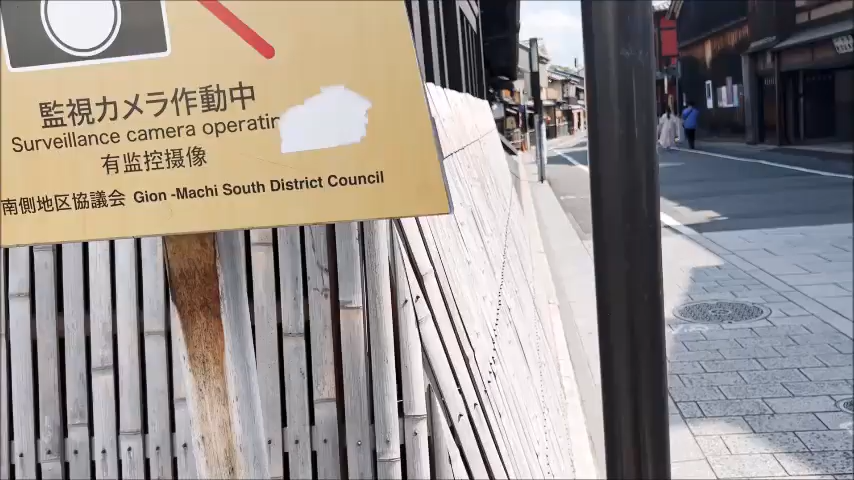 監視カメラ作動中
Surveillance camera operatin
有监控摄像
南側地区協議会 Gion-Machi South District Council